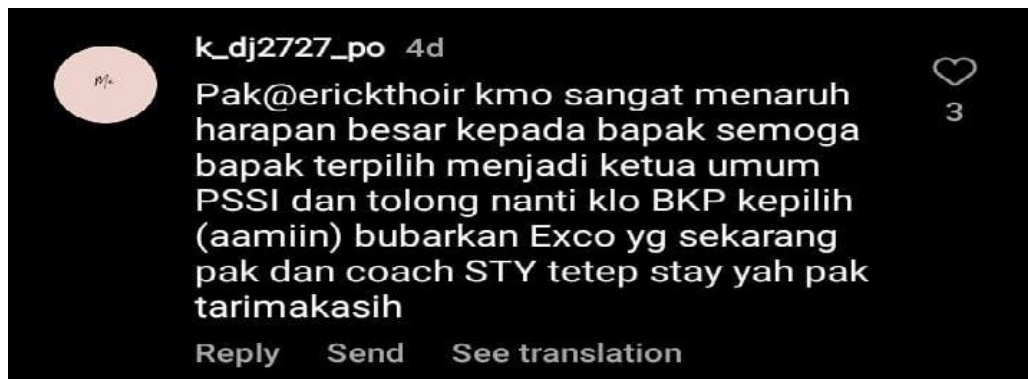 k_dj2727_po 4d
Me
Pak@erickthoir kmo sangat menaruh
harapan besar kepada bapak semoga
bapak terpilih menjadi ketua umum
PSSI dan tolong nanti klo BKP kepilih
(aamiin) bubarkan Exco yg sekarang
pak dan coach STY tetep stay yah pak
tarimakasih
3
Reply Send See translation